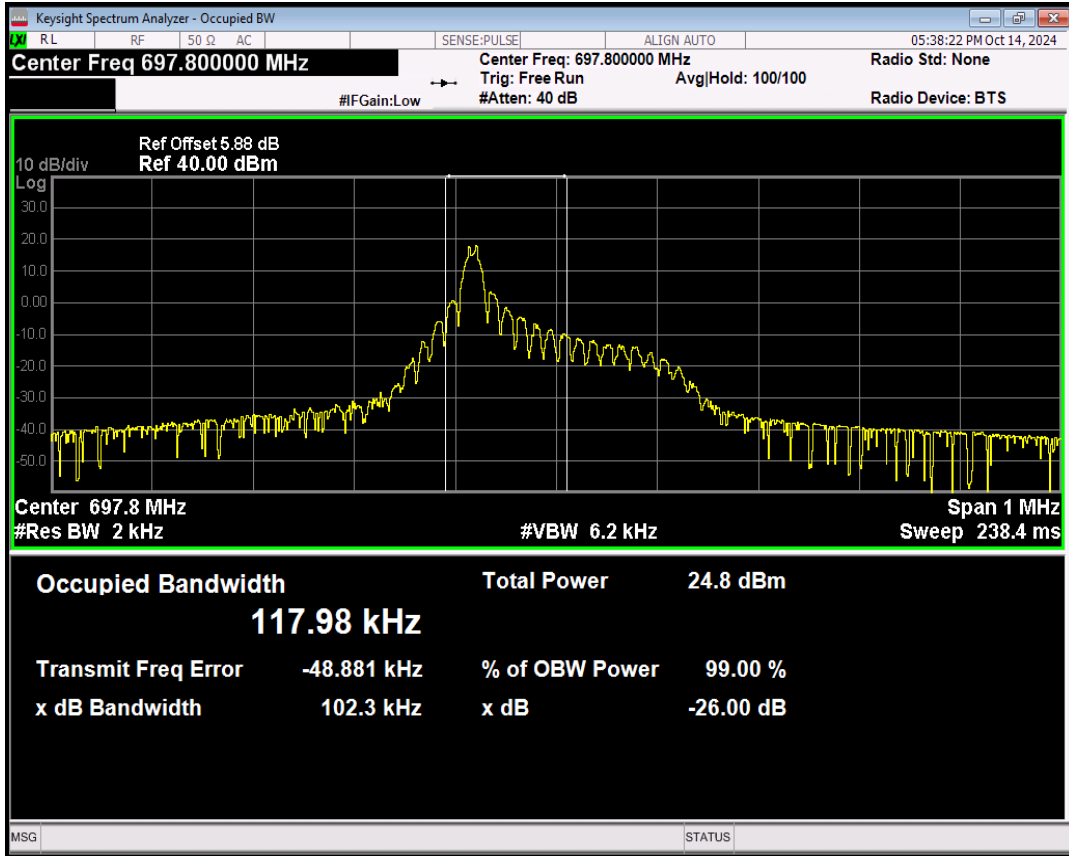 Keysight Spectrum Analyzer - Occupied BW
LXI RL RF 50 Ω AC SENSE:PULSE ALIGN AUTO 05:38:22 PM Oct 14, 2024
Center Freq 697.800000 MHz Center Freq: 697.800000 MHz Radio Std: None
Trig: Free Run Avg|Hold: 100/100
#IFGain:Low #Atten: 40 dB Radio Device: BTS
Ref Offset 5.88 dB
10 dB/div Ref 40.00 dBm
Log
30.0
20.0
10.0
0.00
-10.0
-20.0
-30.0
-40.0
-50.0
Center 697.8 MHz Span 1 MHz
#Res BW 2 kHz #VBW 6.2 kHz Sweep 238.4 ms
Occupied Bandwidth Total Power 24.8 dBm
117.98 kHz
Transmit Freq Error -48.881 kHz % of OBW Power 99.00 %
x dB Bandwidth 102.3 kHz x dB -26.00 dB
MSG STATUS